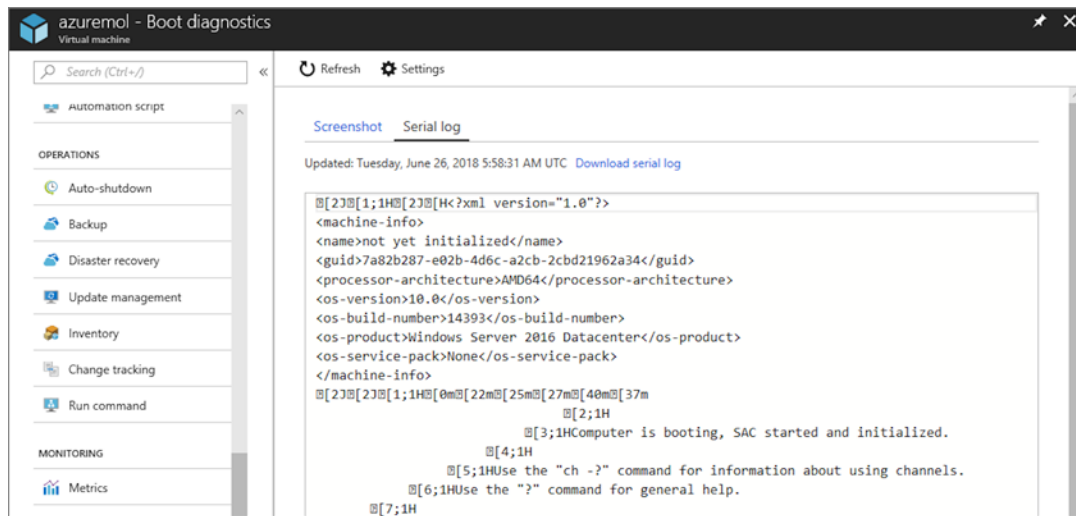 azuremol - Boot diagnostics
Virtual machine
Search (Ctrl+/)
«
Automation script
OPERATIONS
Auto-shutdown
Backup
Disaster recovery
Update management
Inventory
Change tracking
Run command
MONITORING
Metrics
Refresh Settings
Screenshot Serial log
Updated: Tuesday, June 26, 2018 5:58:31 AM UTC Download serial log
[2J[1;1H[2J[H<?xml version="1.0"?>
<machine-info>
<name>not yet initialized</name>
<guid>7a82b287-e02b-4d6c-a2cb-2cbd21962a34</guid>
<processor-architecture>AMD64</processor-architecture>
<os-version>10.0</os-version>
<os-build-number>14393</os-build-number>
<os-product>Windows Server 2016 Datacenter</os-product>
<os-service-pack>None</os-service-pack>
</machine-info>
[2J[2J[1;1H[0m[22m[25m[27m[40m[37m
[2;1H
[3;1HComputer is booting, SAC started and initialized.
[4;1H
[5;1HUse the "ch -?" command for information about using channels.
[6;1HUse the "?" command for general help.
[7;1H